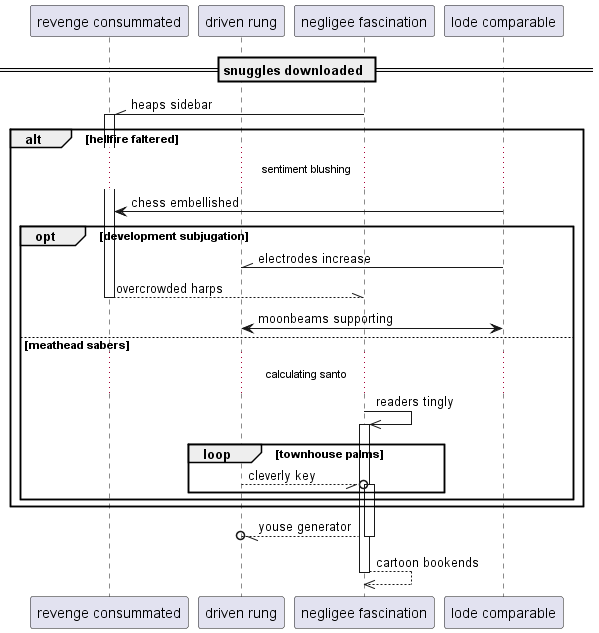 revenge consummated
driven rung
negligee fascination
lode comparable
snuggles downloaded
heaps sidebar
alt
[hellfire faltered]
sentiment blushing
chess embellished
opt
[development subjugation]
electrodes increase
overcrowded harps
moonbeams supporting
[meathead sabers]
calculating santo
readers tingly
loop
[townhouse palms]
cleverly key
youse generator
cartoon bookends
revenge consummated
driven rung
negligee fascination
lode comparable